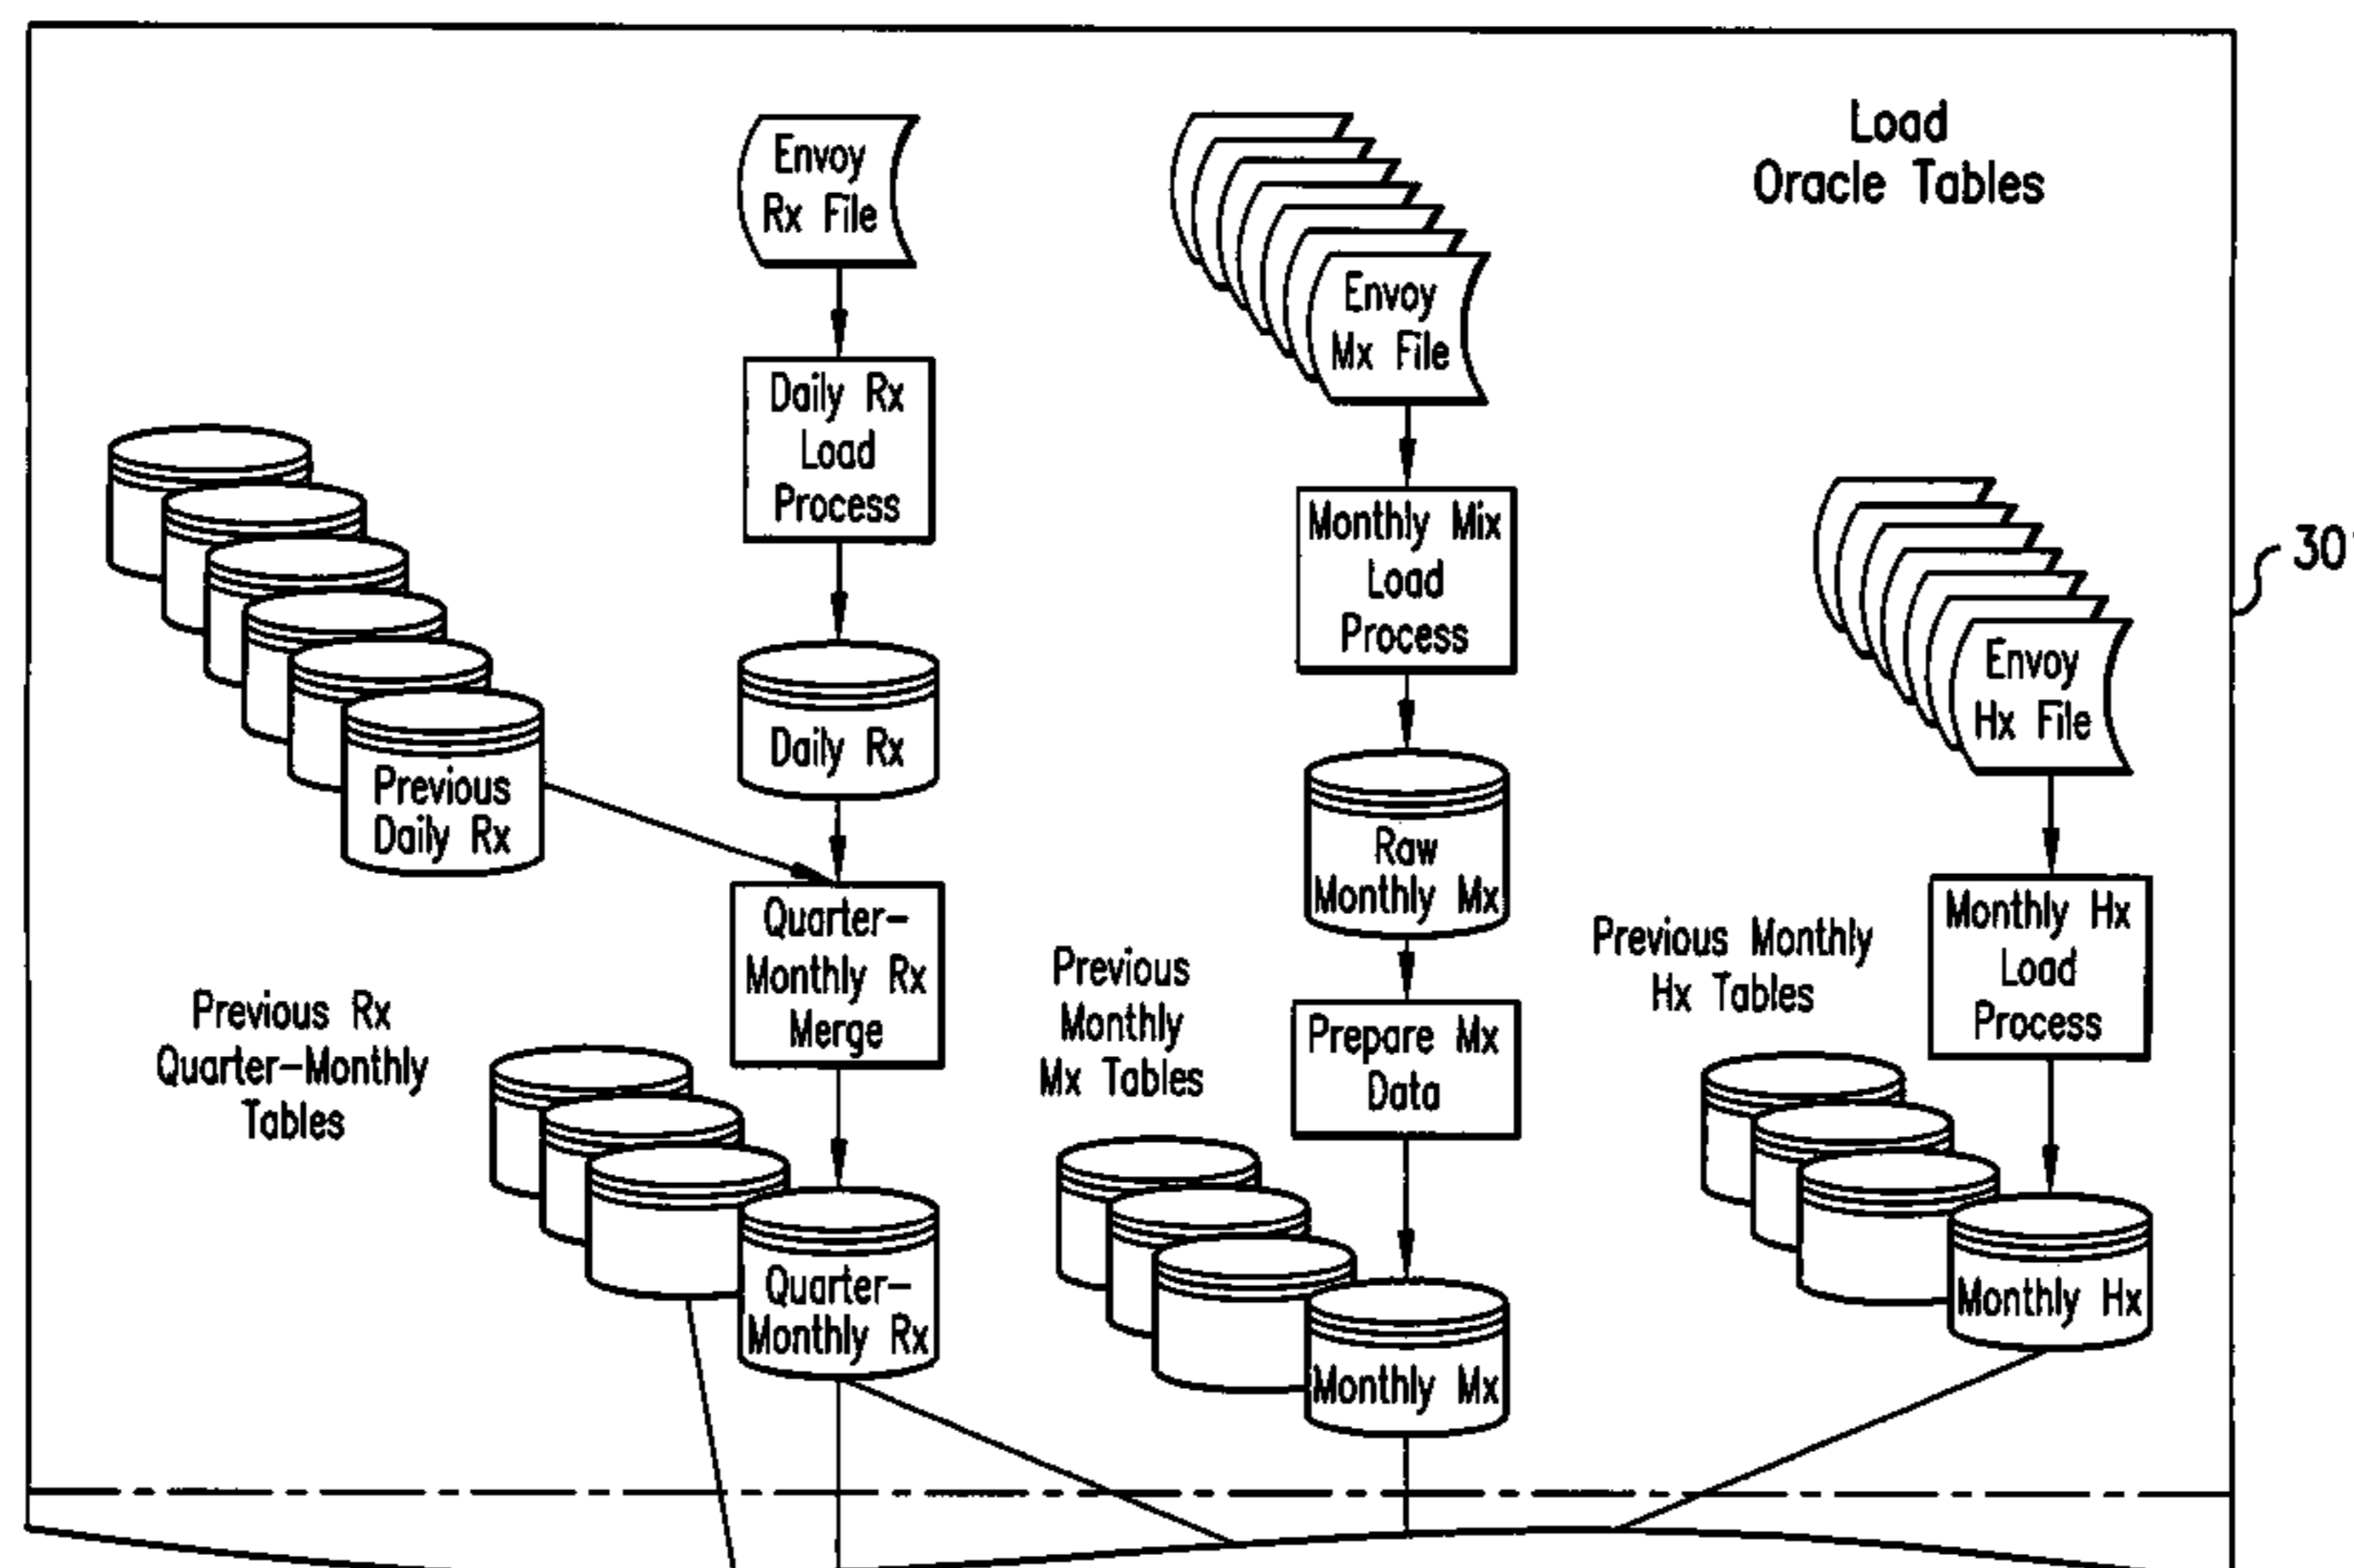 Load
Oracle Tables
Envoy
Rx File
Envoy
Mx File
Daily Rx
Load
Process
Monthly Mix
Load
Process
30
Envoy
Hx File
Daily Rx
Previous
Daily Rx
Raw
Monthly Mx
Quarter-
Monthly Rx
Merge
Previous Monthly
Hx Tables
Monthly Hx
Load
Process
Previous
Monthly
Mx Tables
Previous Rx
Quarter-Monthly
Tables
Prepare Mx
Data
Quarter-
Monthly Rx
Monthly Mx
Monthly Hx